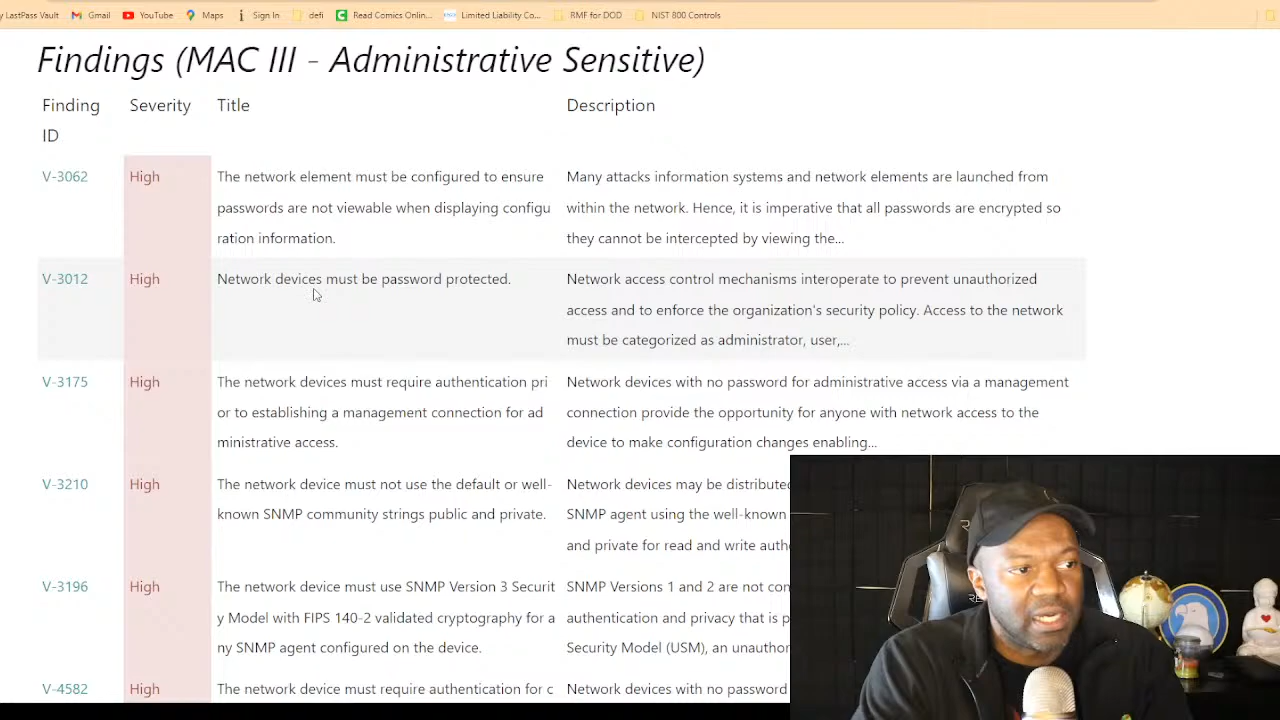 y LastPass Vault
Gmail
YouTube
Maps
Sign In
defi
Read Comics Onlin...
Limited Liability Co...
RMF for DOD
NIST 800 Controls
Findings (MAC III - Administrative Sensitive)
Finding
ID
Severity
Title
Description
V-3062
High
The network element must be configured to ensure
passwords are not viewable when displaying configu
ration information.
Many attacks information systems and network elements are launched from
within the network. Hence, it is imperative that all passwords are encrypted so
they cannot be intercepted by viewing the...
V-3012
High
Network devices must be password protected.
Network access control mechanisms interoperate to prevent unauthorized
access and to enforce the organization's security policy. Access to the network
must be categorized as administrator, user,...
V-3175
High
The network devices must require authentication pri
or to establishing a management connection for ad
ministrative access.
Network devices with no password for administrative access via a management
connection provide the opportunity for anyone with network access to the
device to make configuration changes enabling...
V-3210
High
The network device must not use the default or well-
known SNMP community strings public and private.
Network devices may be distributed
SNMP agent using the well-known
and private for read and write auth
V-3196
High
The network device must use SNMP Version 3 Securit
y Model with FIPS 140-2 validated cryptography for a
ny SNMP agent configured on the device.
SNMP Versions 1 and 2 are not con
authentication and privacy that is p
Security Model (USM), an unauthor
V-4582
High
The network device must require authentication for c
Network devices with no password